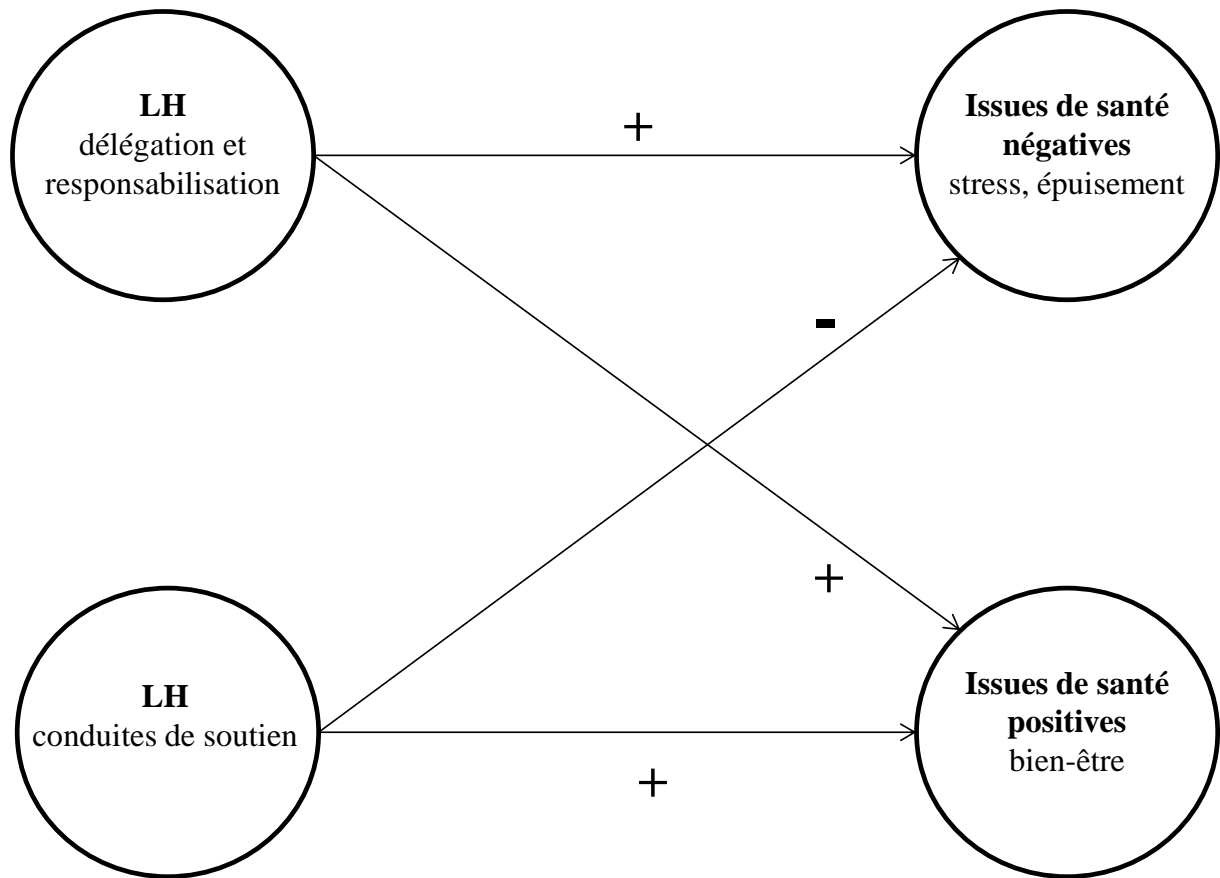 LH
délégation et
responsabilisation
+
Issues de santé
négatives
stress, épuisement
-
+
LH
conduites de soutien
+
Issues de santé
positives
bien-être